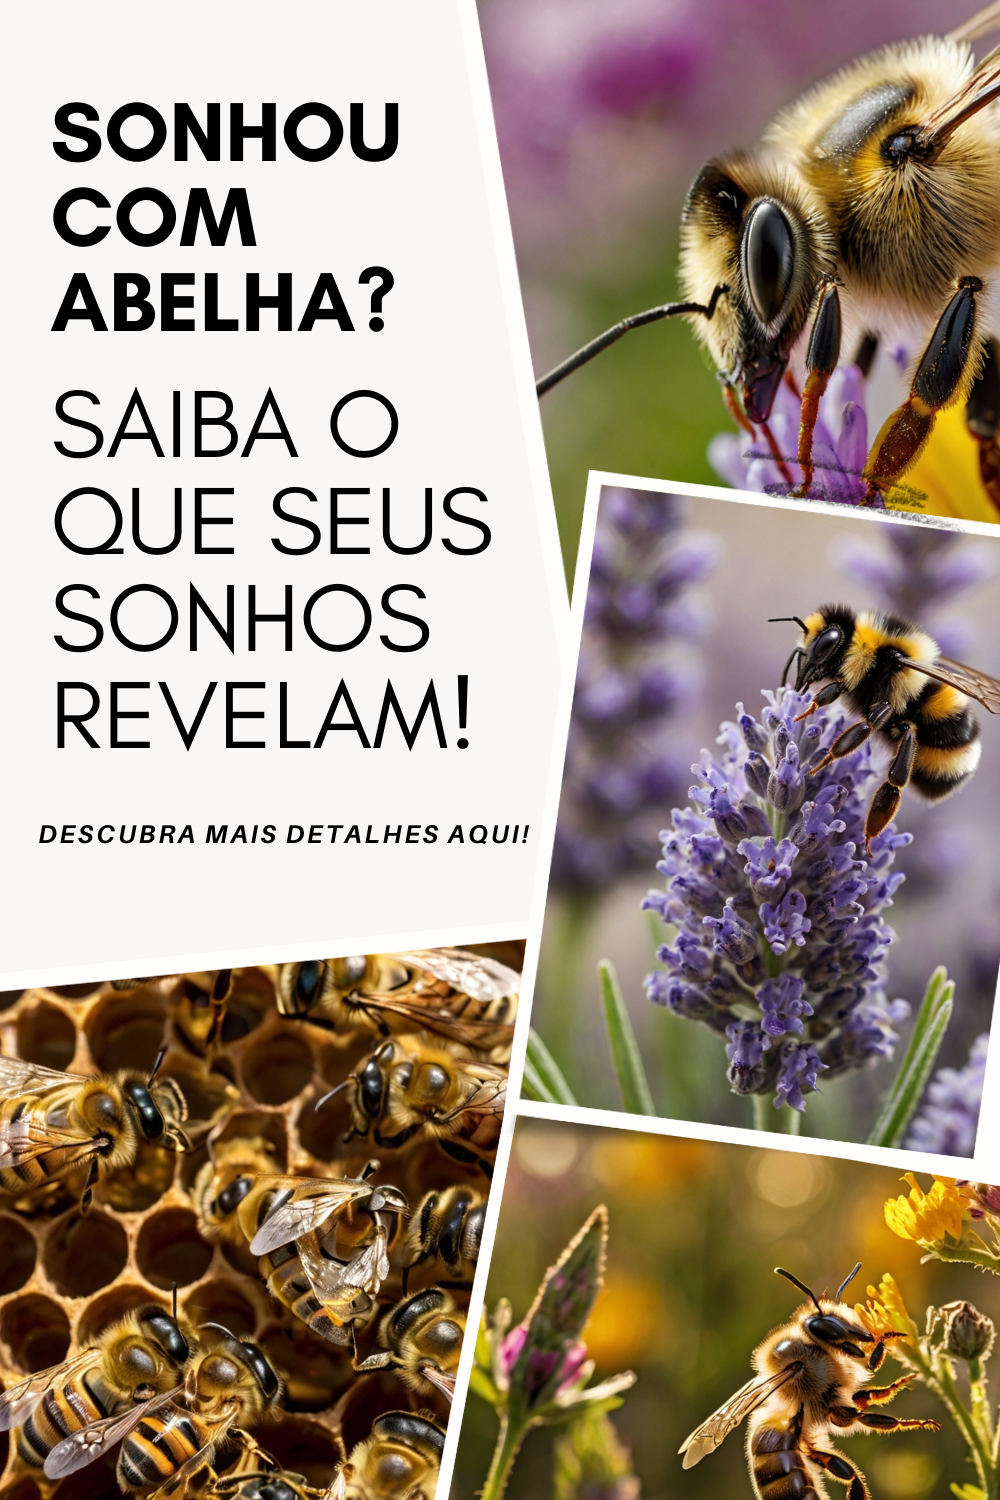 SONHOU
COM
ABELHA?
SAIBA O
QUE SEUS
SONHOS
REVELAM!
DESCUBRA MAIS DETALHES AQUI!